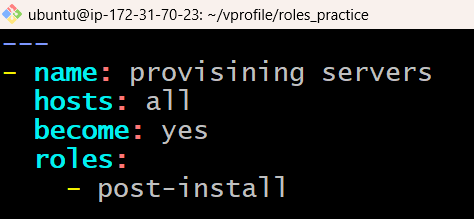 ubuntu@ip-172-31-70-23: ~/vprofile/roles_practice
---
- name: provisining servers
  hosts: all
  become: yes
  roles:
    - post-install